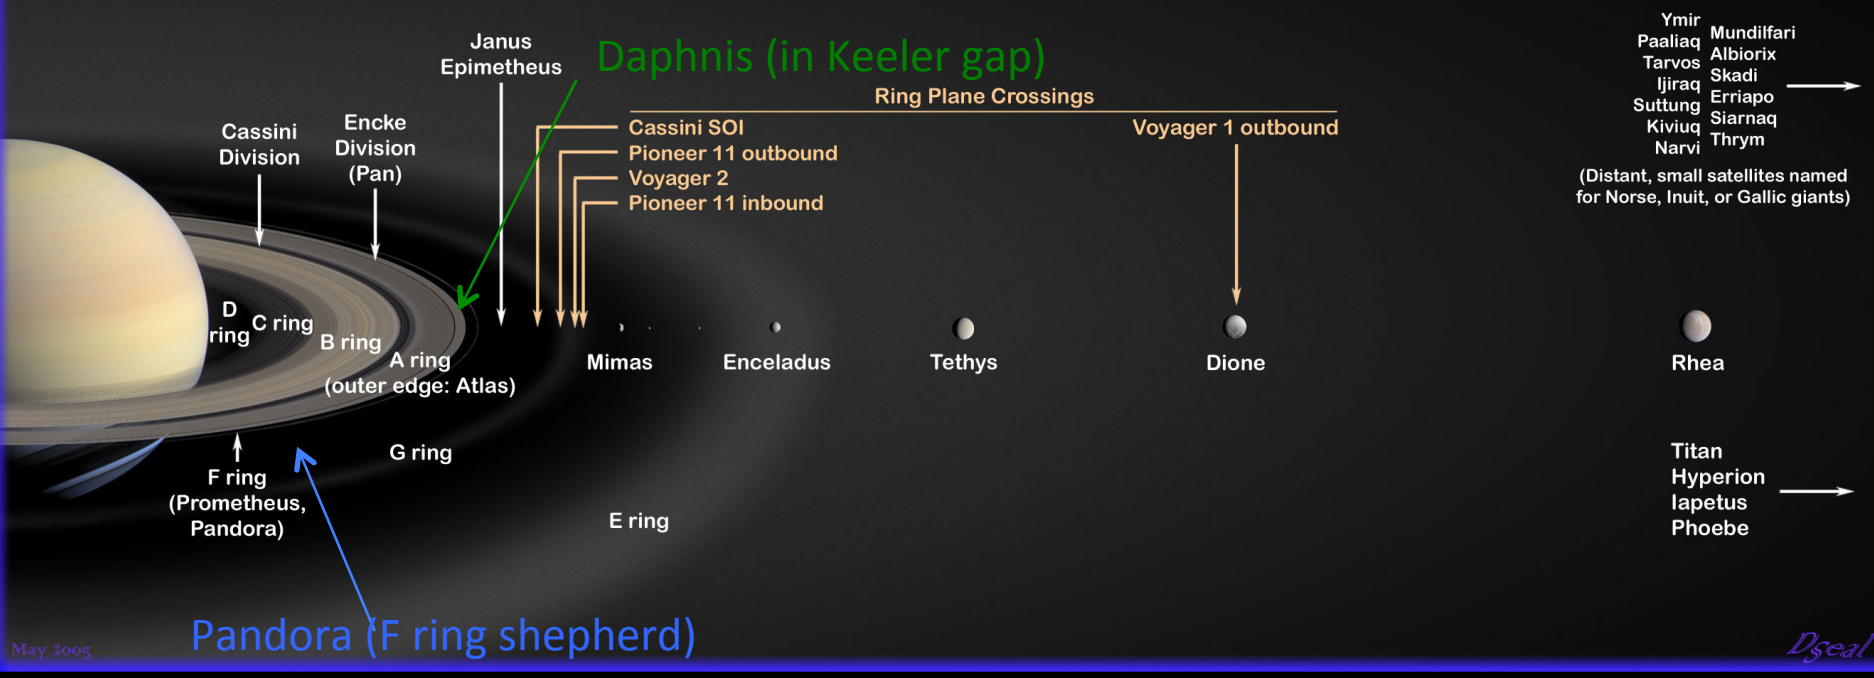 Janus
Epimetheus
Daphnis (in Keeler gap)
Ring Plane Crossings
Cassini SOI
Pioneer 11 outbound
Voyager 2
Pioneer 11 inbound
Voyager 1 outbound
Cassini
Division
Encke
Division
(Pan)
Ymir
Paaliaq
Tarvos
Ijiraq
Suttung
Kiviuq
Narvi
Mundilfari
Albiorix
Skadi
Erriapo
Siarnaq
Thrym
(Distant, small satellites named
for Norse, Inuit, or Gallic giants)
D
ring
C ring
B ring
A ring
(outer edge: Atlas)
Mimas
Enceladus
Tethys
Dione
Rhea
G ring
F ring
(Prometheus,
Pandora)
E ring
Titan
Hyperion
Iapetus
Phoebe
Pandora (F ring shepherd)
May 2005
Dseal